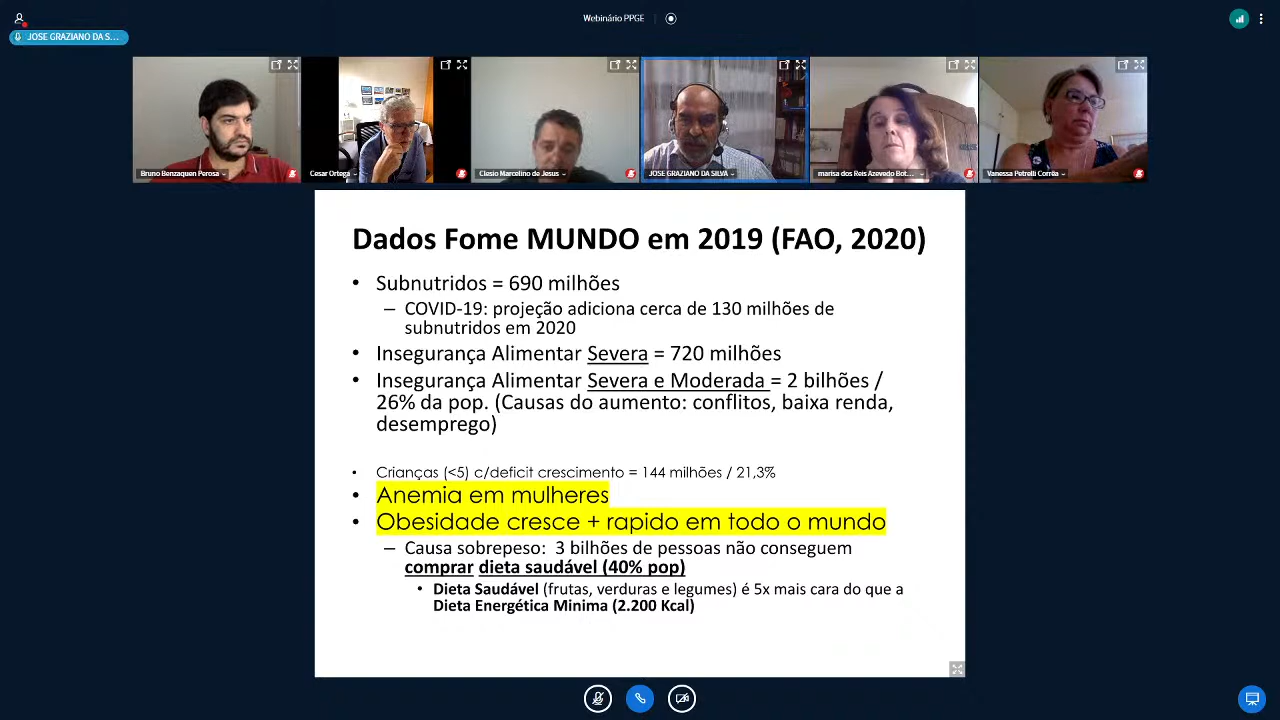 Webinário PPGE
JOSE GRAZIANO DA S...
Bruno Benzaquen Perosa
Cesar Ortega
Clesio Marcelino de Jesus
JOSE GRAZIANO DA SILVA
marisa dos Reis Azevedo Bot...
Vanessa Petrelli Corrêa
Dados Fome MUNDO em 2019 (FAO, 2020)
• Subnutridos = 690 milhões
– COVID-19: projeção adiciona cerca de 130 milhões de
subnutridos em 2020
• Insegurança Alimentar Severa = 720 milhões
• Insegurança Alimentar Severa e Moderada = 2 bilhões /
26% da pop. (Causas do aumento: conflitos, baixa renda,
desemprego)
• Crianças (<5) c/deficit crescimento = 144 milhões / 21,3%
• Anemia em mulheres
• Obesidade cresce + rapido em todo o mundo
– Causa sobrepeso: 3 bilhões de pessoas não conseguem
comprar dieta saudável (40% pop)
• Dieta Saudável (frutas, verduras e legumes) é 5x mais cara do que a
Dieta Energética Minima (2.200 Kcal)